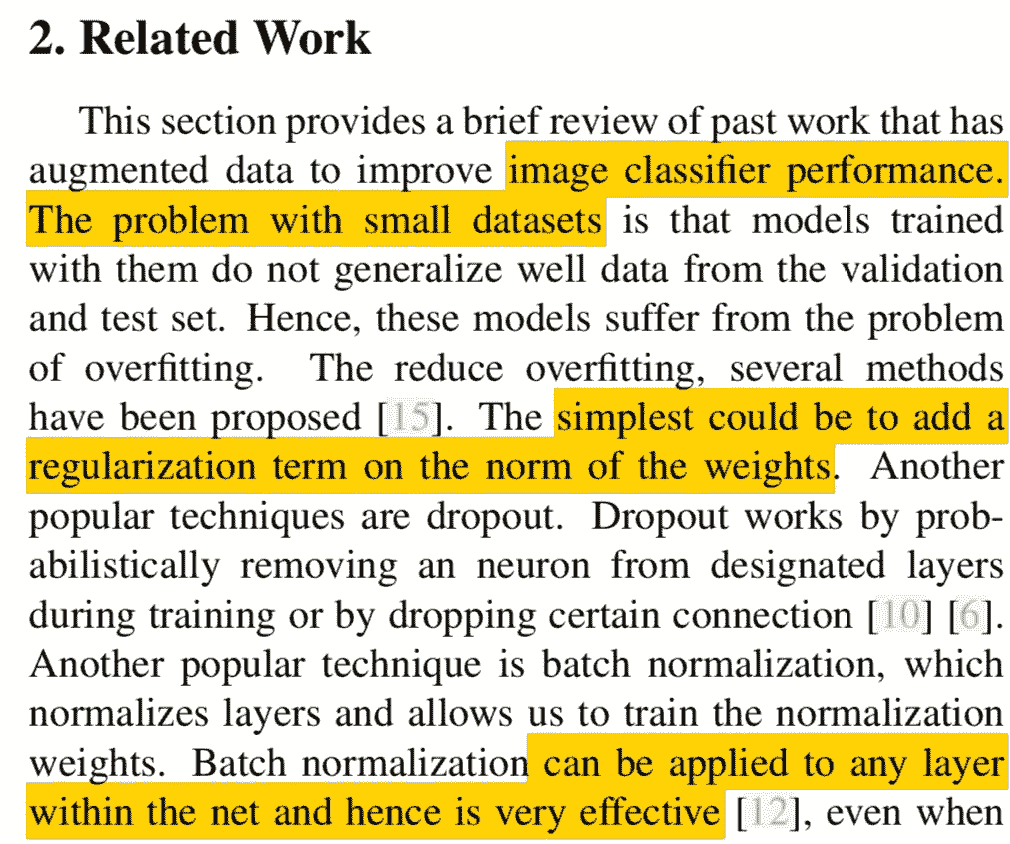 2. Related Work
This section provides a brief review of past work that has
augmented data to improve image classifier performance.
The problem with small datasets is that models trained
with them do not generalize well data from the validation
and test set. Hence, these models suffer from the problem
of overfitting. The reduce overfitting, several methods
have been proposed [15]. The simplest could be to add a
regularization term on the norm of the weights. Another
popular techniques are dropout. Dropout works by prob-
abilistically removing an neuron from designated layers
during training or by dropping certain connection [10] [6].
Another popular technique is batch normalization, which
normalizes layers and allows us to train the normalization
weights. Batch normalization can be applied to any layer
within the net and hence is very effective [12], even when